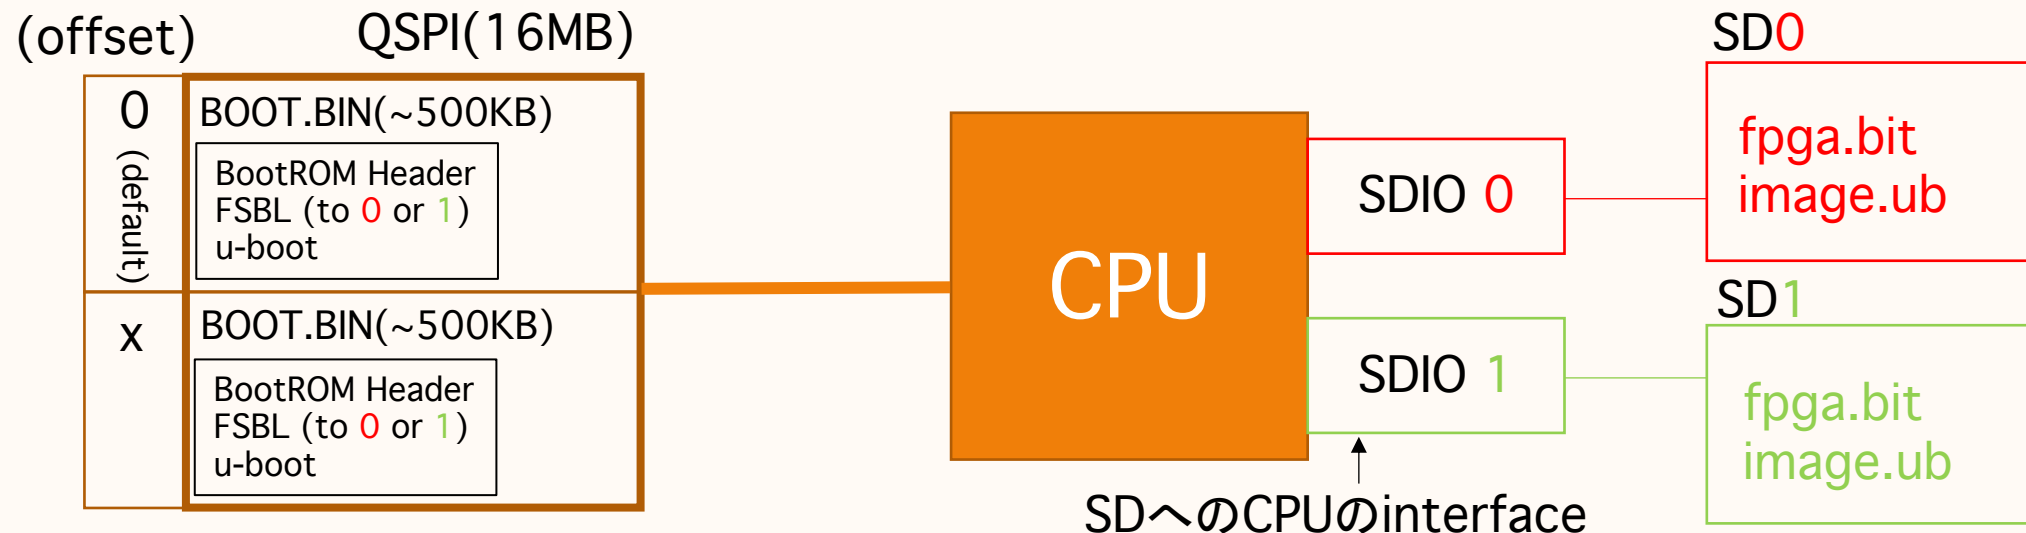 (offset)
QSPI(16MB)
0
(default)
BOOT.BIN(~500KB)
BootROM Header
FSBL (to 0 or 1)
u-boot
x
BOOT.BIN(~500KB)
BootROM Header
FSBL (to 0 or 1)
u-boot
CPU
SDIO 0
SDIO 1
SDへのCPUのinterface
SD0
fpga.bit
image.ub
SD1
fpga.bit
image.ub